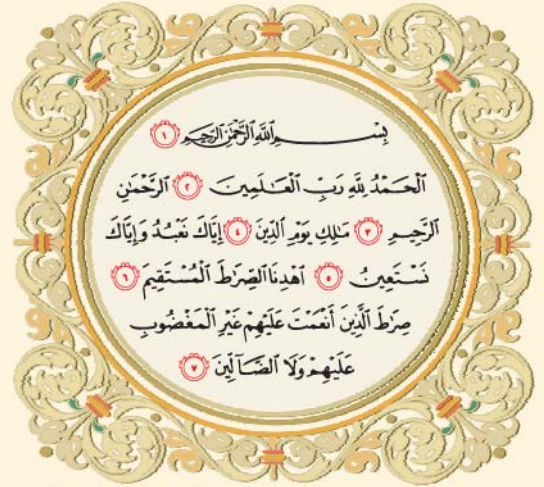 بِسْمِ ٱللَّهِ ٱلرَّحْمَٰنِ ٱلرَّحِيمِ ١
ٱلْحَمْدُ لِلَّهِ رَبِّ ٱلْعَٰلَمِينَ ٢ ٱلرَّحْمَٰنِ
ٱلرَّحِيمِ ٣ مَٰلِكِ يَوْمِ ٱلدِّينِ ٤ إِيَّاكَ نَعْبُدُ وَإِيَّاكَ
نَسْتَعِينُ ٥ ٱهْدِنَا ٱلصِّرَٰطَ ٱلْمُسْتَقِيمَ ٦
صِرَٰطَ ٱلَّذِينَ أَنْعَمْتَ عَلَيْهِمْ غَيْرِ ٱلْمَغْضُوبِ
عَلَيْهِمْ وَلَا ٱلضَّآلِّينَ ٧